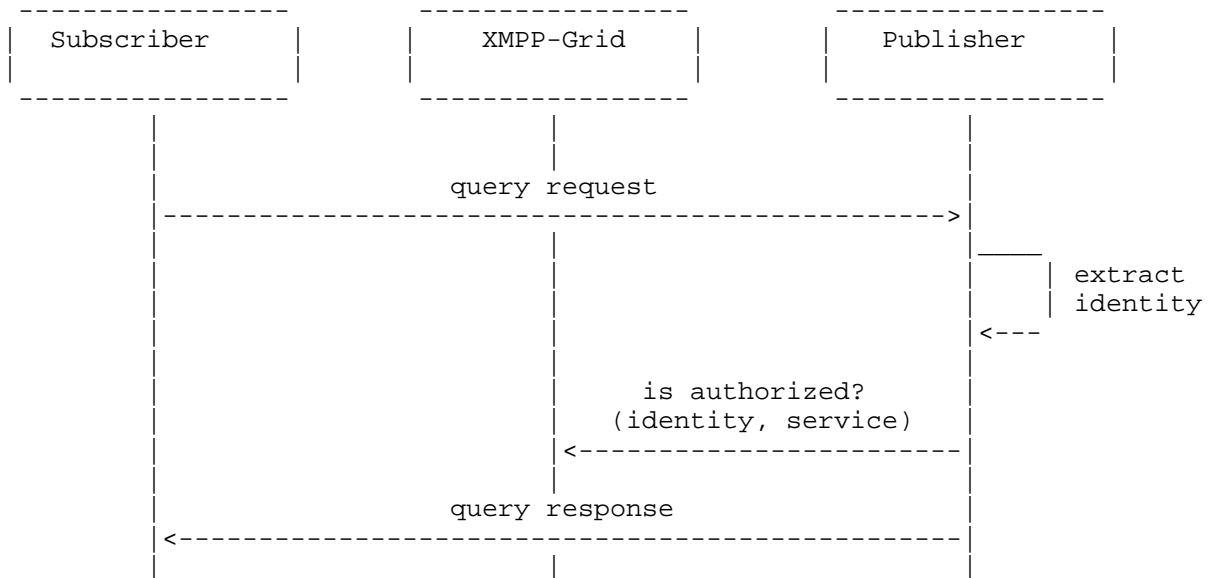 Subscriber XMPP-Grid Publisher
query request
extract
identity
is authorized?
(identity, service)
query response